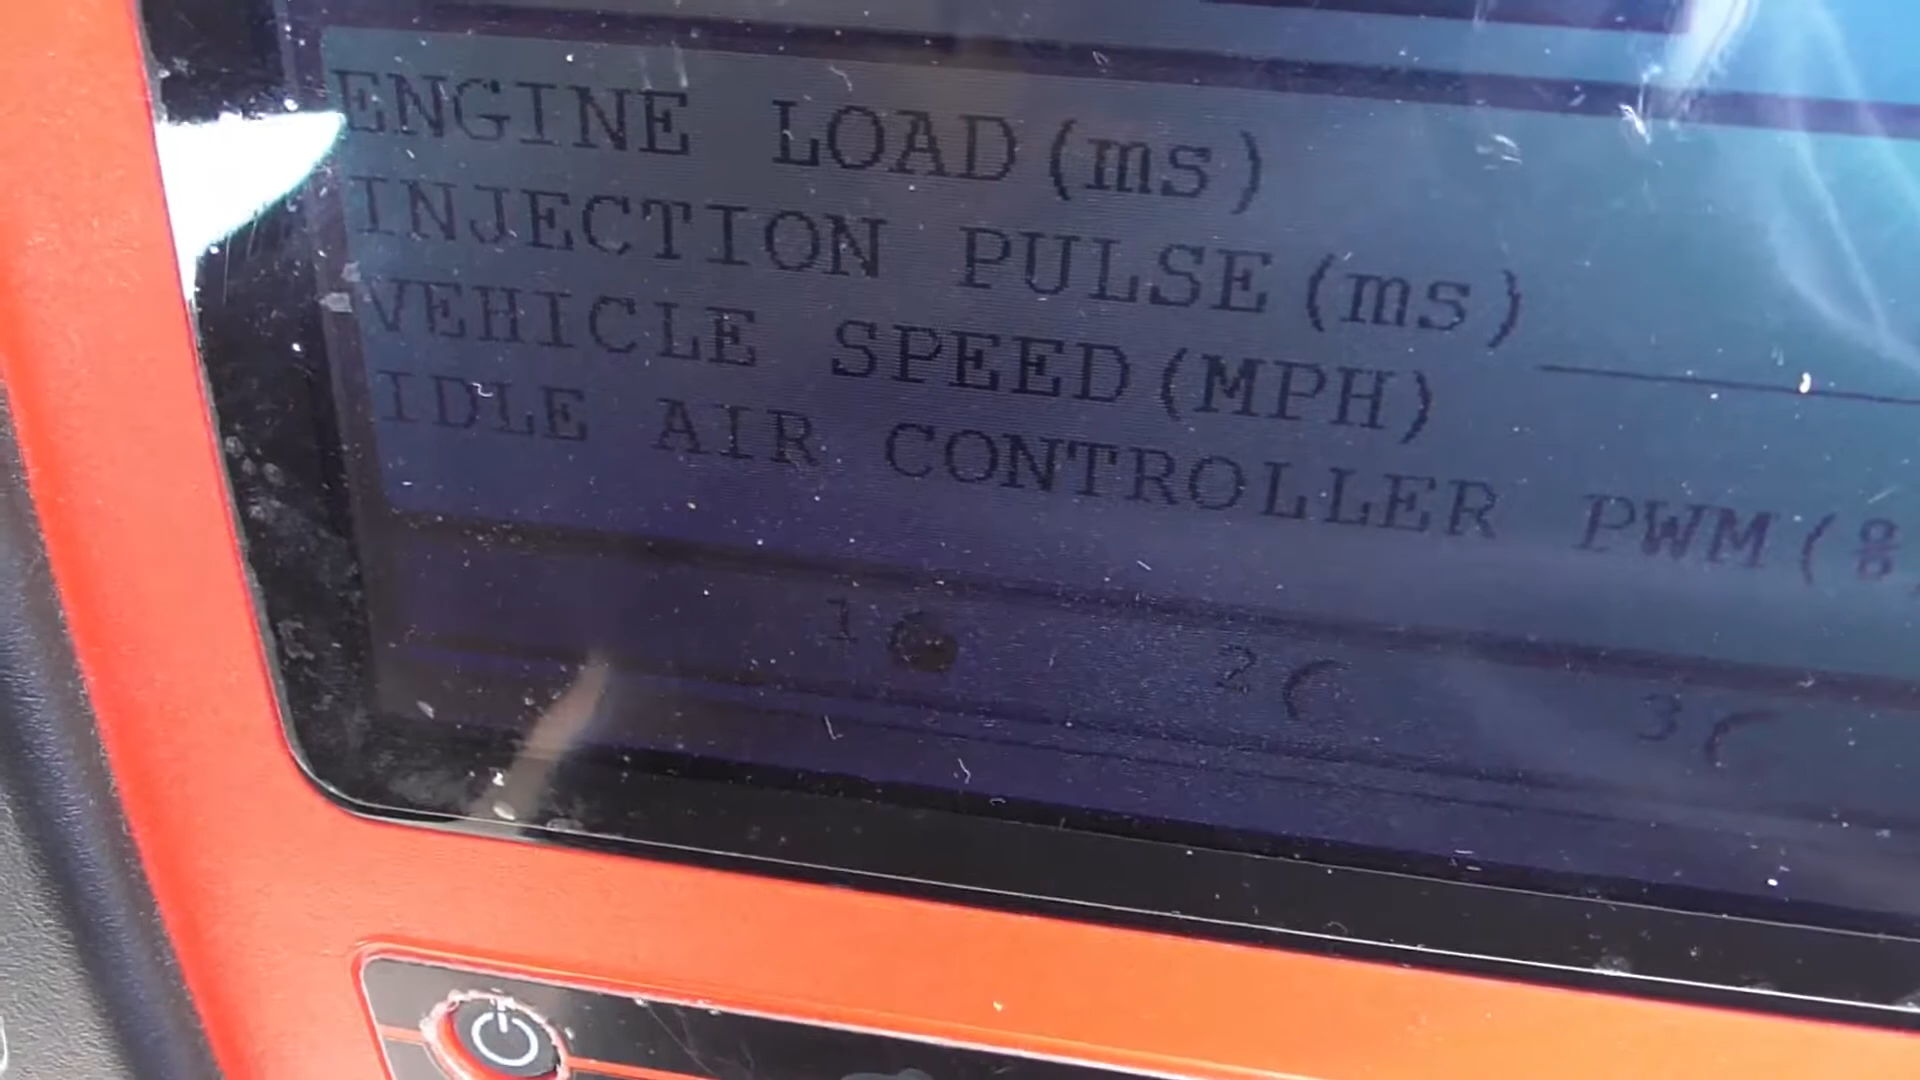 ENGINE LOAD(ms)
INJECTION PULSE(ms)
VEHICLE SPEED(MPH)
IDLE AIR CONTROLLER PWM(%
1 2 3